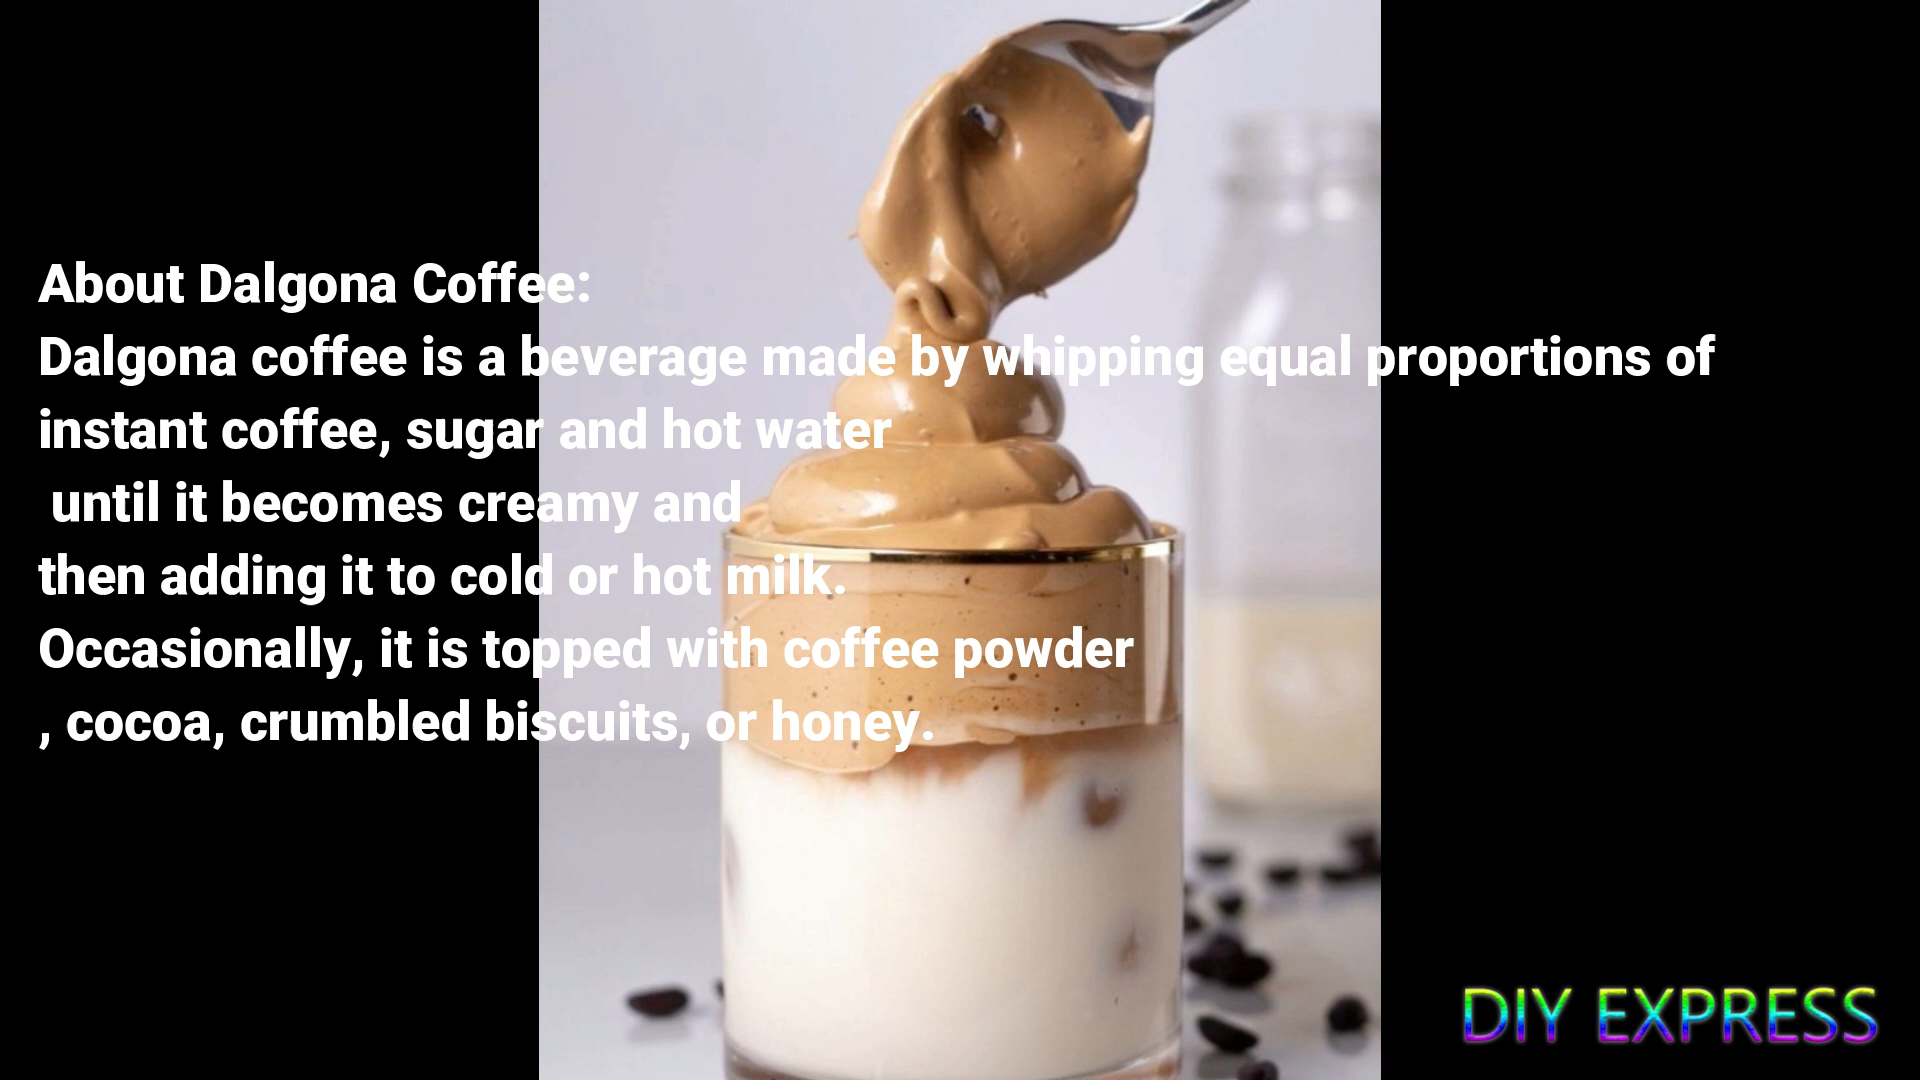 About Dalgona Coffee:
Dalgona coffee is a beverage made by whipping equal proportions of
instant coffee, sugar and hot water
until it becomes creamy and
then adding it to cold or hot milk.
Occasionally, it is topped with coffee powder
, cocoa, crumbled biscuits, or honey.
DIY EXPRESS